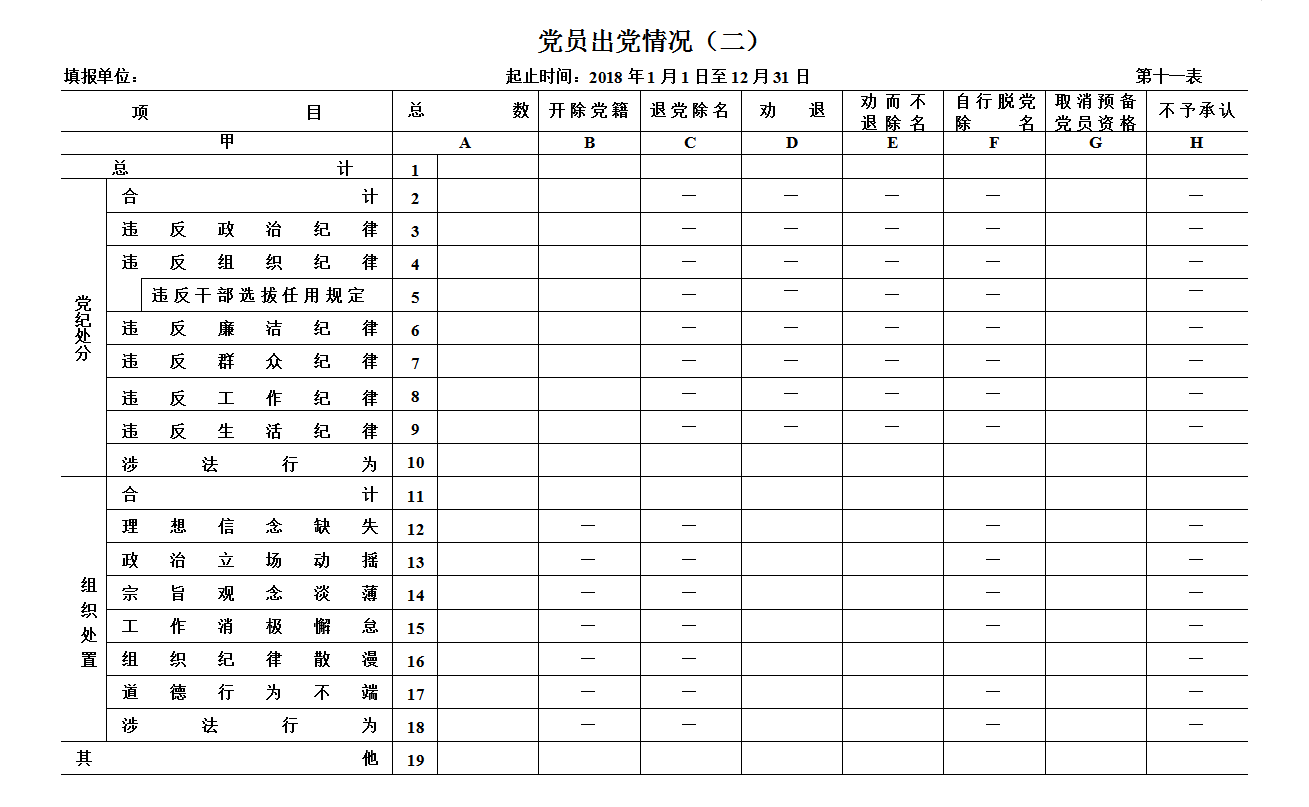 党员出党情况（二）
填报单位： 起止时间：2018 年 1 月 1 日至 12 月 31 日 第十一表
项 目 总 数 开除党籍 退党除名 劝 退 劝而不退除名 自行脱党除名 取消预备党员资格 不予承认
甲 A B C D E F G H
总 计 1
党纪处分
合 计 2 — — — — —
违反政治纪律 3 — — — — —
违反组织纪律 4 — — — — —
违反干部选拔任用规定 5 — — — — —
违反廉洁纪律 6 — — — — —
违反群众纪律 7 — — — — —
违反工作纪律 8 — — — — —
违反生活纪律 9 — — — — —
涉法行为 10
组织处置
合 计 11
理想信念缺失 12 — — — —
政治立场动摇 13 — — — —
宗旨观念淡薄 14 — — — —
工作消极懈怠 15 — — — —
组织纪律散漫 16 — — —
道德行为不端 17 — — — —
涉法行为 18 — — — —
其 他 19